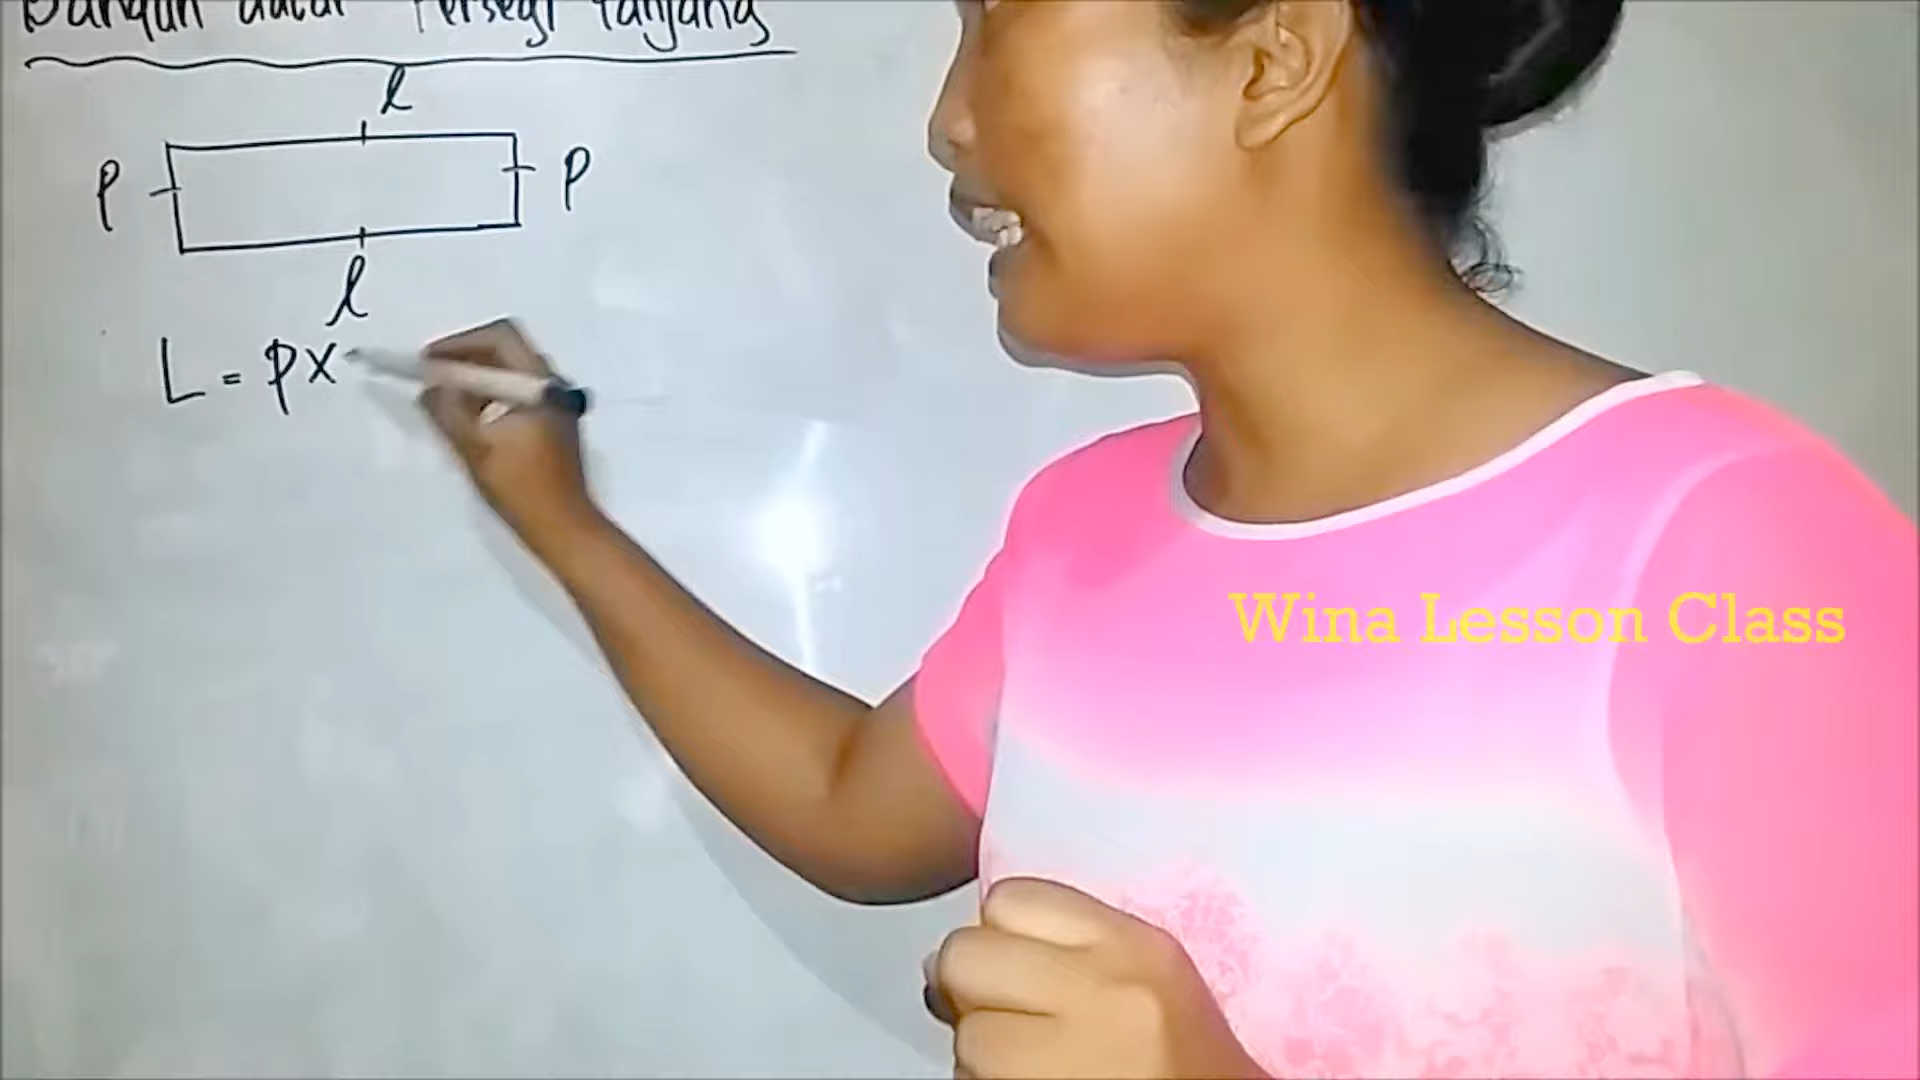 Bangun datar Persegi Panjang
l
P P
l
L = p x
Wina Lesson Class